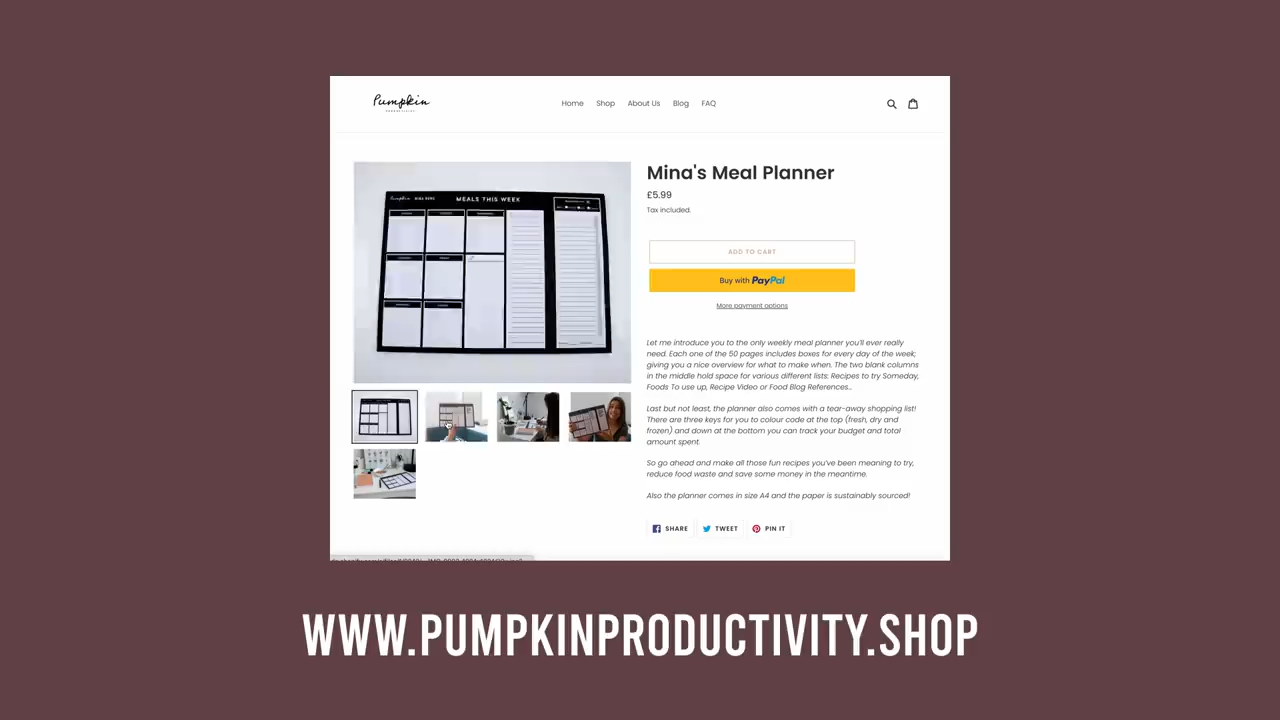 Pumpkin
PRODUCTIVITY
Home Shop About Us Blog FAQ
Pumpkin
MEALS THIS WEEK
Mina's Meal Planner
£5.99
Tax included.
ADD TO CART
Buy with PayPal
More payment options
Let me introduce you to the only weekly meal planner you'll ever really
need. Each one of the 50 pages includes boxes for every day of the week;
giving you a nice overview for what to make when. The two blank columns
in the middle hold space for various different lists: Recipes to try Someday,
Foods To use up, Recipe Video or Food Blog References...
Last but not least, the planner also comes with a tear-away shopping list!
There are three keys for you to colour code at the top (fresh, dry and
frozen) and down at the bottom you can track your budget and total
amount spent.
So go ahead and make all those fun recipes you've been meaning to try,
reduce food waste and save some money in the meantime.
Also the planner comes in size A4 and the paper is sustainably sourced!
SHARE TWEET PIN IT
WWW.PUMPKINPRODUCTIVITY.SHOP